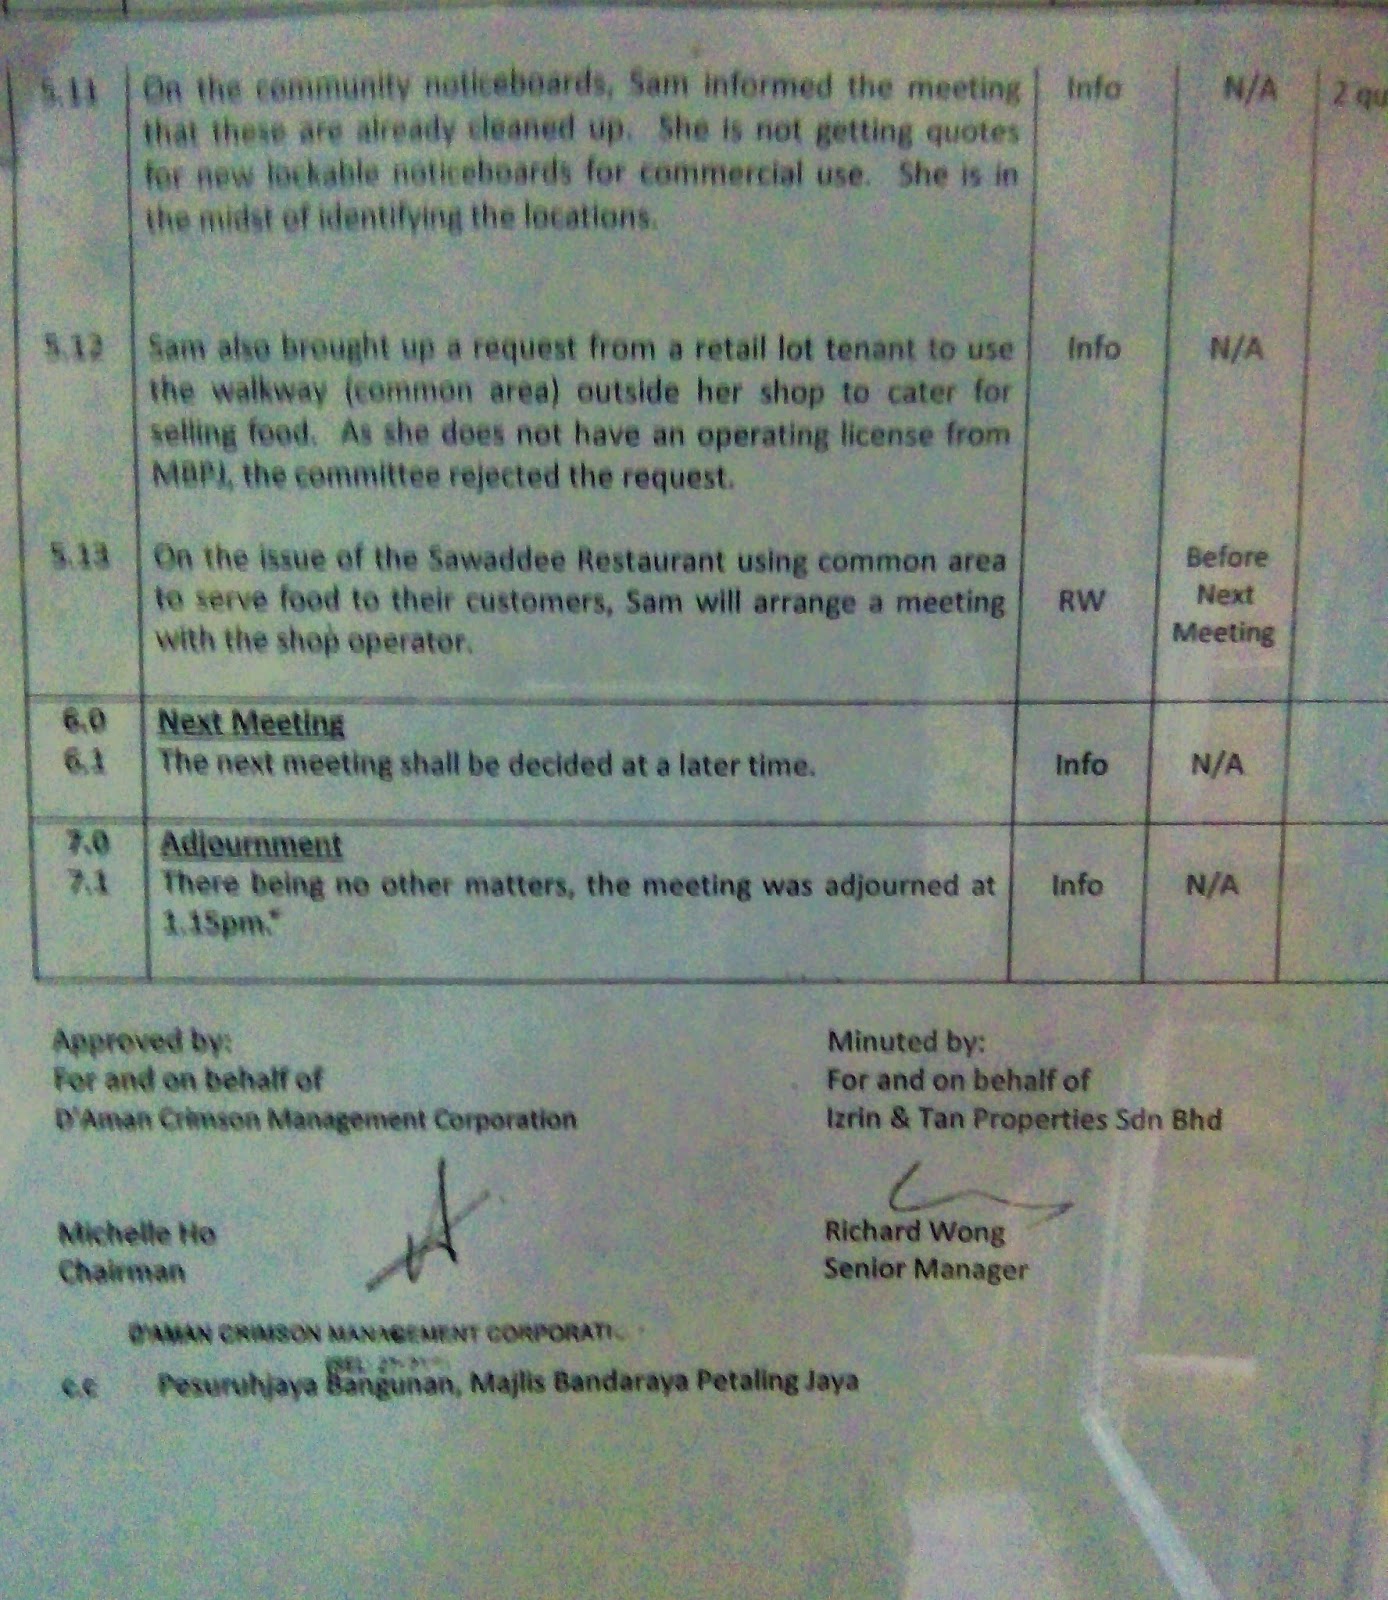 5.11 On the community noticeboards, Sam informed the meeting Info N/A 2 qu
that these are already cleaned up. She is not getting quotes
for new lockable noticeboards for commercial use. She is in
the midst of identifying the locations.
5.12 Sam also brought up a request from a retail lot tenant to use Info N/A
the walkway (common area) outside her shop to cater for
selling food. As she does not have an operating license from
MBPJ, the committee rejected the request.
5.13 On the issue of the Sawaddee Restaurant using common area Before
to serve food to their customers, Sam will arrange a meeting RW Next
with the shop operator. Meeting
6.0 Next Meeting
6.1 The next meeting shall be decided at a later time. Info N/A
7.0 Adjournment
7.1 There being no other matters, the meeting was adjourned at Info N/A
1.15pm."
Approved by: Minuted by:
For and on behalf of For and on behalf of
D'Aman Crimson Management Corporation Izrin & Tan Properties Sdn Bhd
Michelle Ho Richard Wong
Chairman Senior Manager
D'AMAN CRIMSON MANAGEMENT CORPORATI
c.c Pesuruhjaya Bangunan, Majlis Bandaraya Petaling Jaya